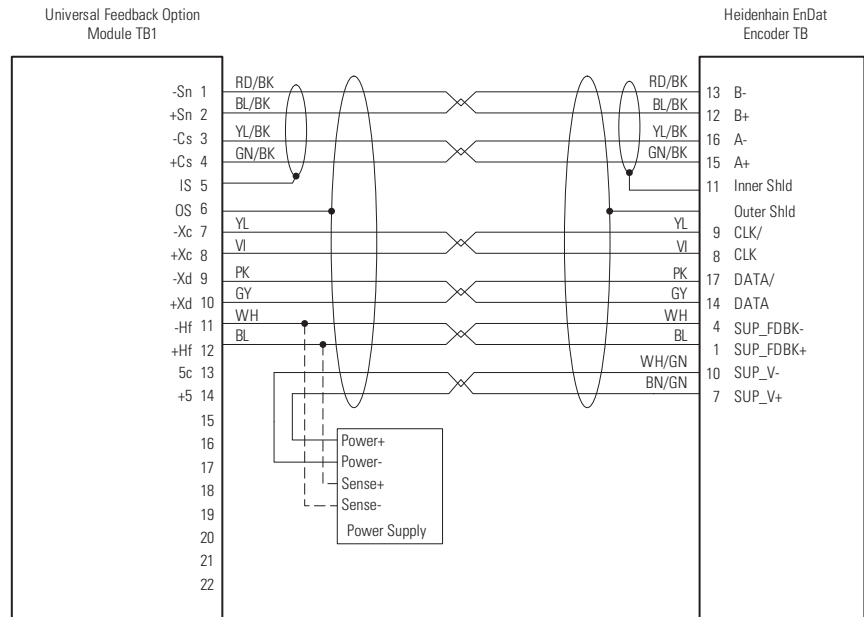 Universal Feedback Option
Module TB1
Heidenhain EnDat
Encoder TB
-Sn 1 RD/BK RD/BK 13 B-
+Sn 2 BL/BK BL/BK 12 B+
-Cs 3 YL/BK YL/BK 16 A-
+Cs 4 GN/BK GN/BK 15 A+
IS 5 11 Inner Shld
OS 6 Outer Shld
-Xc 7 YL YL 9 CLK/
+Xc 8 VI VI 8 CLK
-Xd 9 PK PK 17 DATA/
+Xd 10 GY GY 14 DATA
-Hf 11 WH WH 4 SUP_FDBK-
+Hf 12 BL BL 1 SUP_FDBK+
5c 13 WH/GN 10 SUP_V-
+5 14 BN/GN 7 SUP_V+
15
16 Power+
17 Power-
18 Sense+
19 Sense-
20 Power Supply
21
22